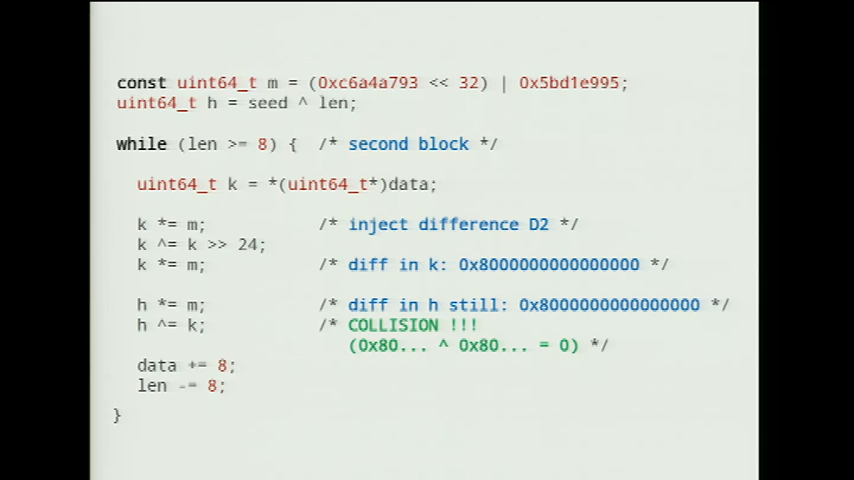 const uint64_t m = (0xc6a4a793 << 32) | 0x5bd1e995;
uint64_t h = seed ^ len;
while (len >= 8) { /* second block */
uint64_t k = *(uint64_t*)data;
k *= m; /* inject difference D2 */
k ^= k >> 24;
k *= m; /* diff in k: 0x8000000000000000 */
h *= m; /* diff in h still: 0x8000000000000000 */
h ^= k; /* COLLISION !!!
(0x80... ^ 0x80... = 0) */
data += 8;
len -= 8;
}